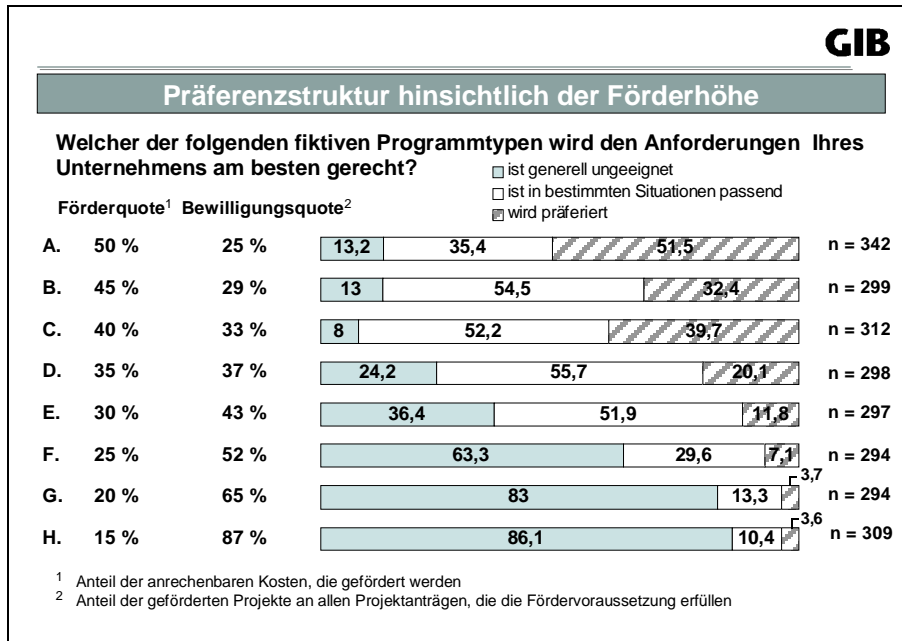 GIB
Präferenzstruktur hinsichtlich der Förderhöhe
Welcher der folgenden fiktiven Programmtypen wird den Anforderungen Ihres
Unternehmens am besten gerecht?
ist generell ungeeignet
ist in bestimmten Situationen passend
wird präferiert
Förderquote¹ Bewilligungsquote²
A. 50 % 25 % 13,2 35,4 51,5 n = 342
B. 45 % 29 % 13 54,5 32,4 n = 299
C. 40 % 33 % 8 52,2 39,7 n = 312
D. 35 % 37 % 24,2 55,7 20,1 n = 298
E. 30 % 43 % 36,4 51,9 11,8 n = 297
F. 25 % 52 % 63,3 29,6 7,1 n = 294
G. 20 % 65 % 83 13,3 3,7 n = 294
H. 15 % 87 % 86,1 10,4 3,6 n = 309
¹ Anteil der anrechenbaren Kosten, die gefördert werden
² Anteil der geförderten Projekte an allen Projektanträgen, die die Fördervoraussetzung erfüllen